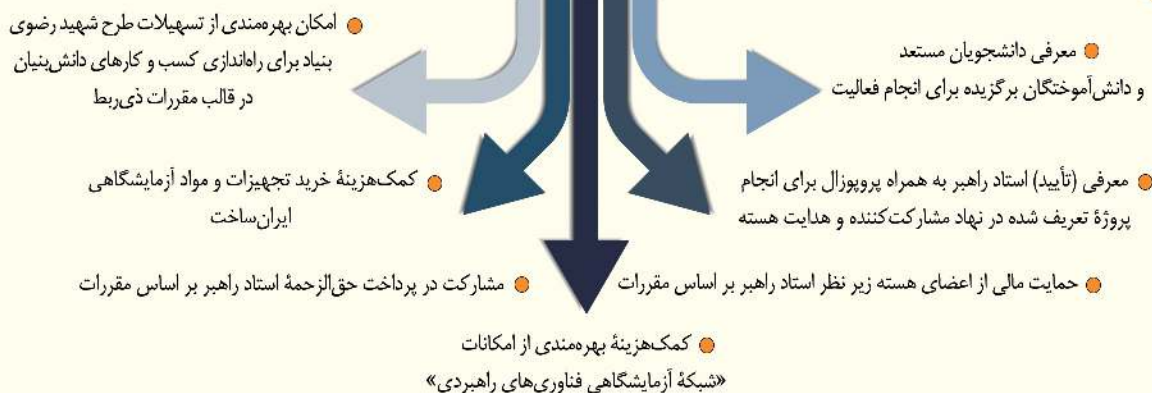 معرفی دانشجویان مستعد
و دانش‌آموختگان برگزیده برای انجام فعالیت
امکان بهره‌مندی از تسهیلات طرح شهید رضوی
بنیاد برای راه‌اندازی کسب و کارهای دانش‌بنیان
در قالب مقررات ذی‌ربط
معرفی (تأیید) استاد راهبر به همراه پروپوزال برای انجام
پروژهٔ تعریف شده در نهاد مشارکت‌کننده و هدایت هسته
کمک‌هزینهٔ خرید تجهیزات و مواد آزمایشگاهی
ایران‌ساخت
حمایت مالی از اعضای هسته زیر نظر استاد راهبر بر اساس مقررات
مشارکت در پرداخت حق‌الزحمهٔ استاد راهبر بر اساس مقررات
کمک‌هزینهٔ بهره‌مندی از امکانات
«شبکهٔ آزمایشگاهی فناوری‌های راهبردی»